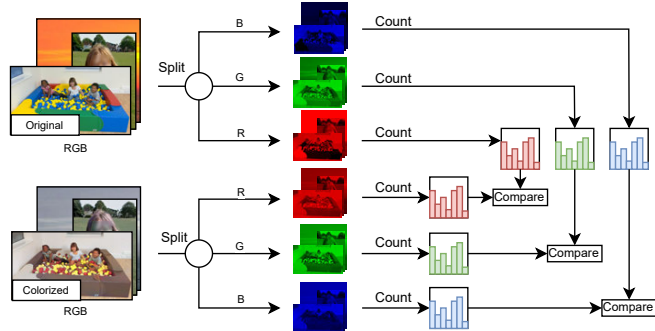 B
Count
Split
G
Count
Original
R
Count
RGB
R
Count
Compare
Split
G
Count
Compare
Colorized
B
Count
Compare
RGB